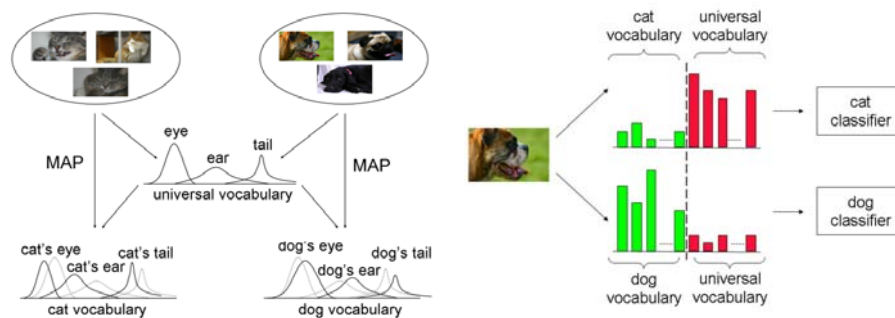 eye
MAP
ear
tail
MAP
universal vocabulary
cat's eye
cat's ear
cat's tail
cat vocabulary
dog's eye
dog's ear
dog's tail
dog vocabulary
cat
vocabulary
universal
vocabulary
cat
classifier
dog
classifier
dog
vocabulary
universal
vocabulary